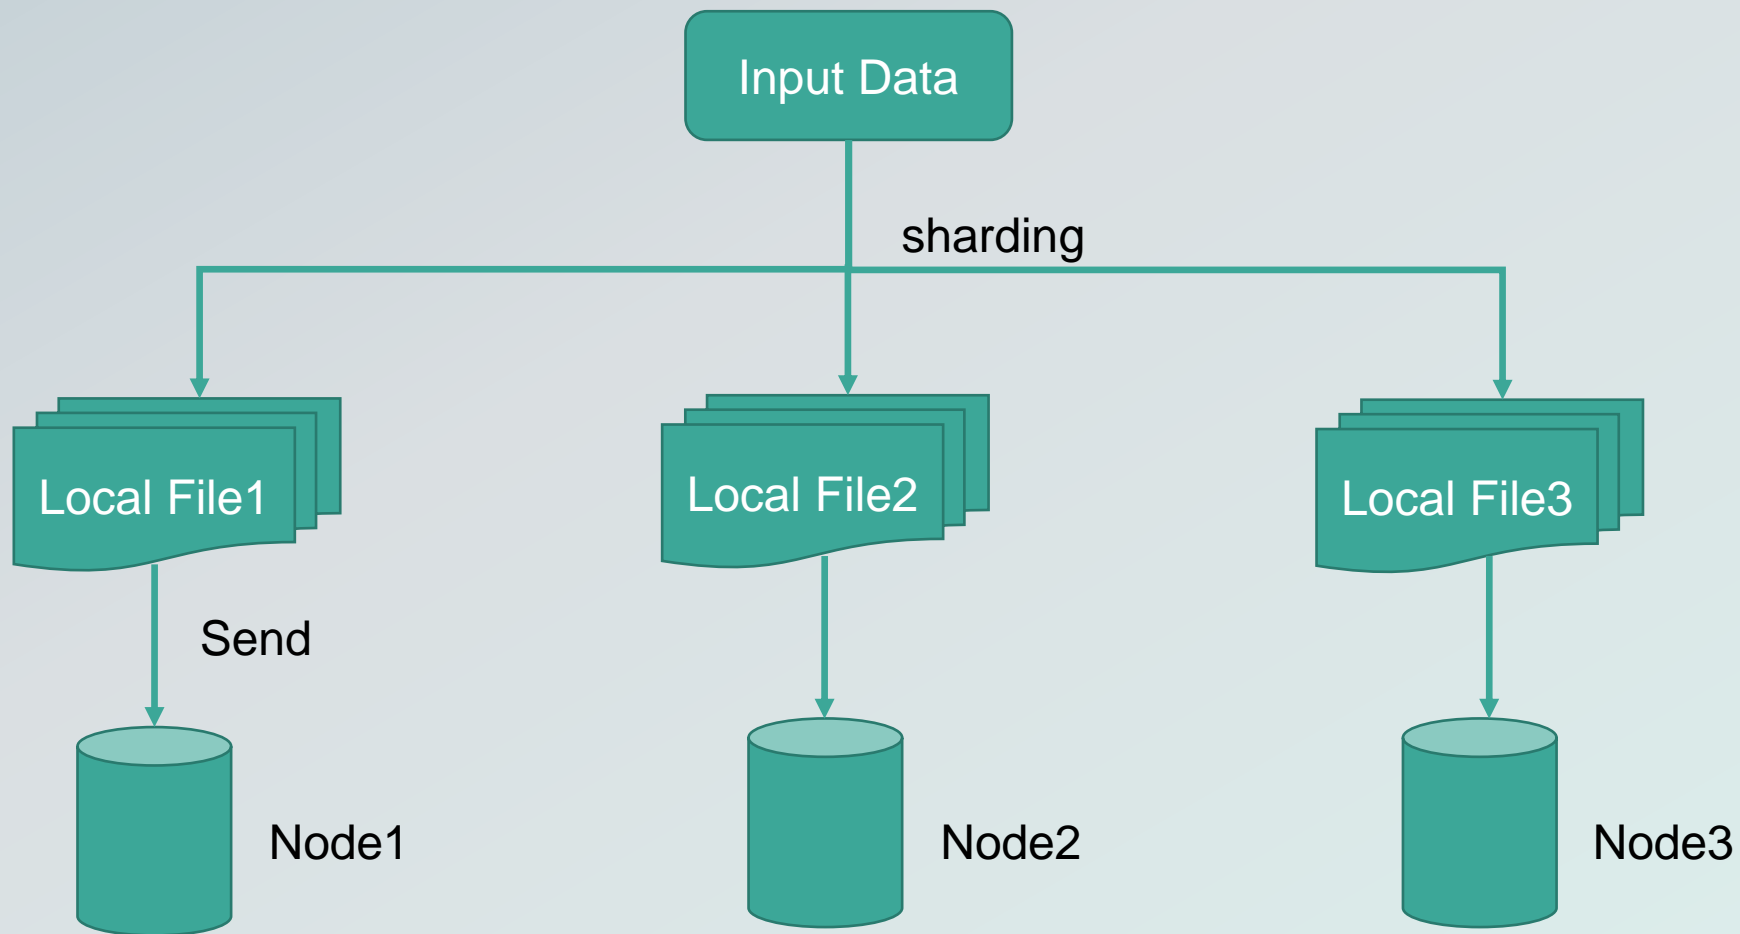 Input Data
sharding
Local File1
Local File2
Local File3
Send
Node1
Node2
Node3